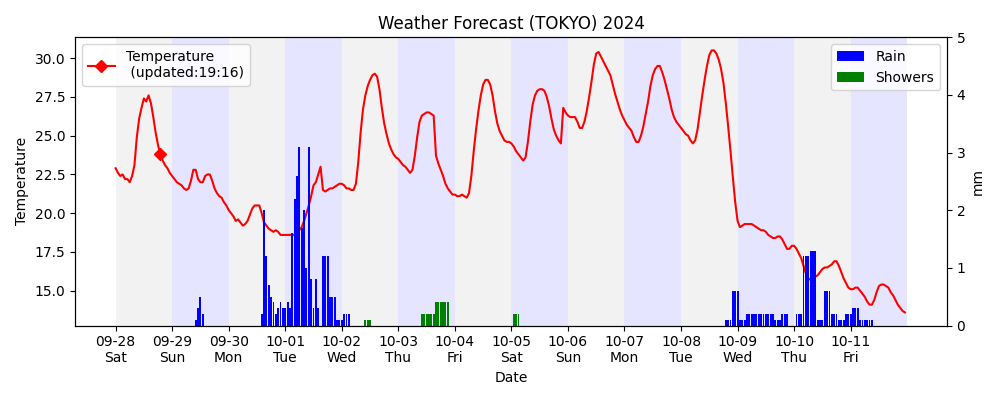 Weather Forecast (TOKYO) 2024
Temperature
(updated:19:16)
Rain
Showers
Temperature
30.0
27.5
25.0
22.5
20.0
17.5
15.0
5
4
3
2
1
0
mm
09-28 09-29 09-30 10-01 10-02 10-03 10-04 10-05 10-06 10-07 10-08 10-09 10-10 10-11
Sat Sun Mon Tue Wed Thu Fri Sat Sun Mon Tue Wed Thu Fri
Date